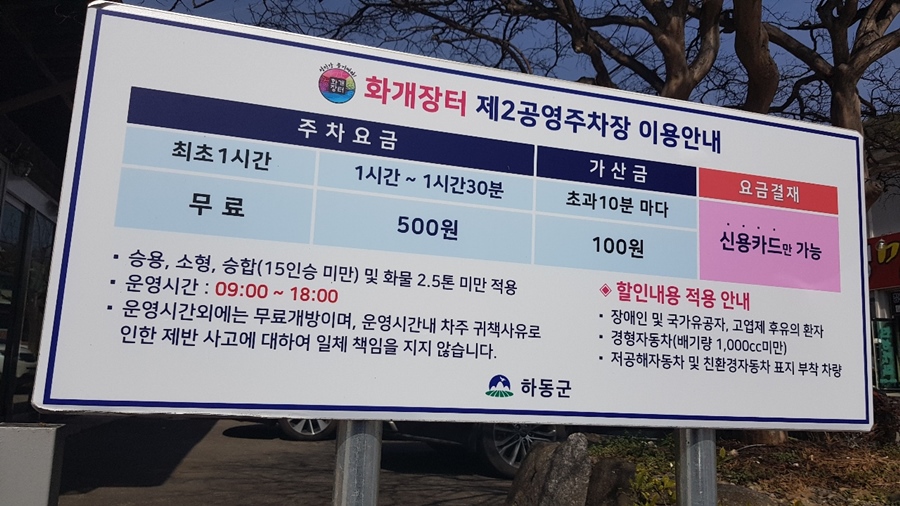 화개장터
화개장터 제2공영주차장 이용안내
주차요금 가산금 요금결재
최초1시간 1시간 ~ 1시간30분 초과10분 마다
무료 500원 100원 신용카드만 가능
· 승용, 소형, 승합(15인승 미만) 및 화물 2.5톤 미만 적용
· 운영시간 : 09:00 ~ 18:00
· 운영시간외에는 무료개방이며, 운영시간내 차주 귀책사유로
인한 제반 사고에 대하여 일체 책임을 지지 않습니다.
◈ 할인내용 적용 안내
· 장애인 및 국가유공자, 고엽제 후유의 환자
· 경형자동차(배기량 1,000cc미만)
· 저공해자동차 및 친환경자동차 표지 부착 차량
하동군